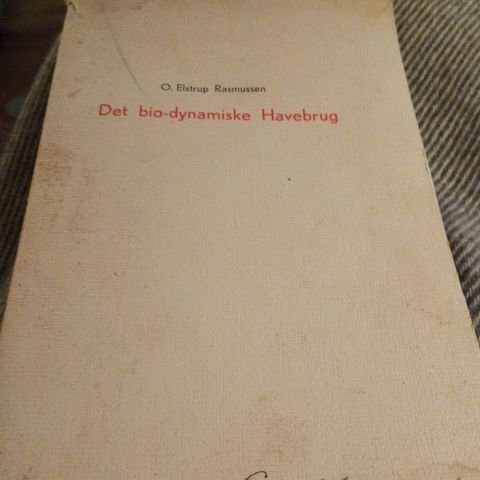 O. Elstrup Rasmussen
Det bio-dynamiske Havebrug